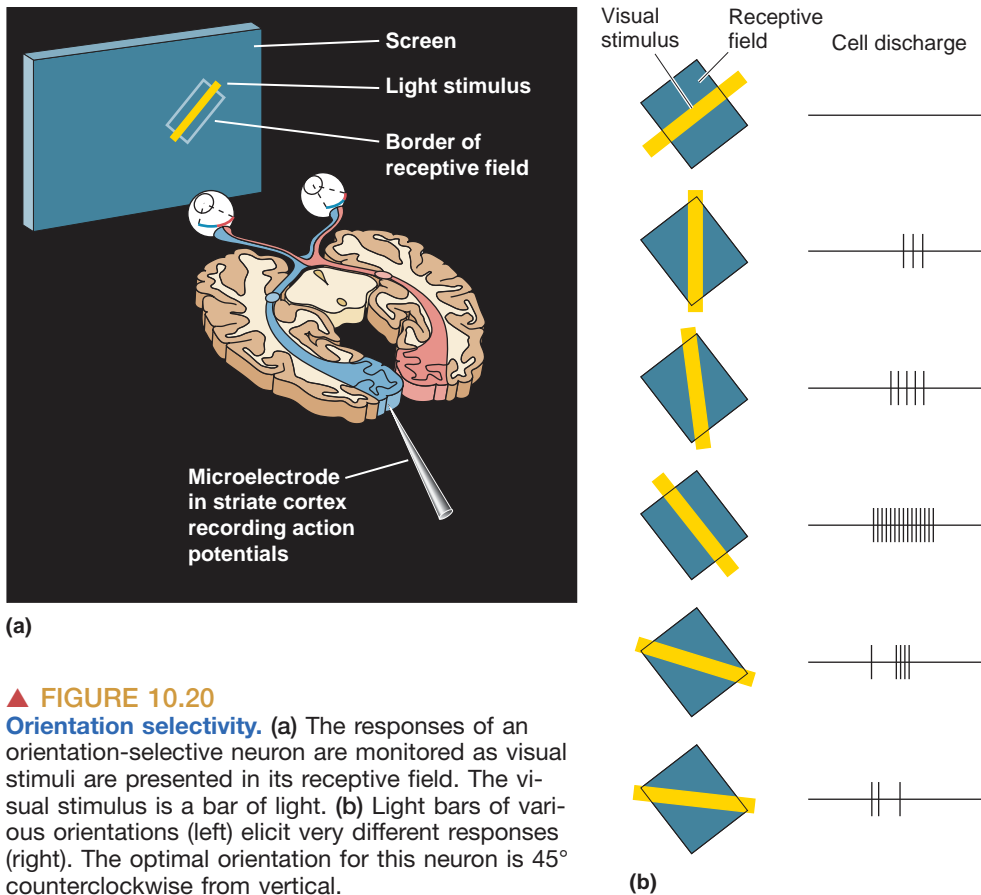 Screen
Light stimulus
Border of
receptive field
Microelectrode
in striate cortex
recording action
potentials
(a)
Visual
stimulus
Receptive
field
Cell discharge
(b)
▲ FIGURE 10.20
Orientation selectivity. (a) The responses of an
orientation-selective neuron are monitored as visual
stimuli are presented in its receptive field. The vi-
sual stimulus is a bar of light. (b) Light bars of vari-
ous orientations (left) elicit very different responses
(right). The optimal orientation for this neuron is 45°
counterclockwise from vertical.